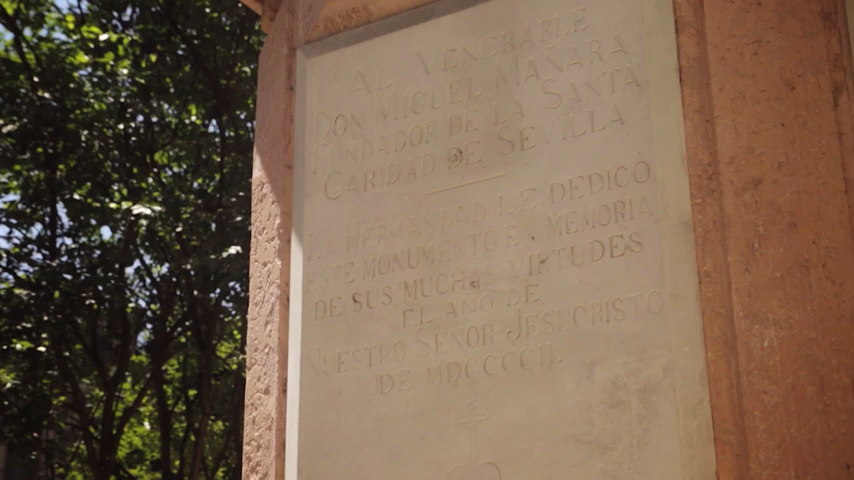 AL VENERABLE
DON MIGUEL MAÑARA
FUNDADOR DE LA SANTA
CARIDAD DE SEVILLA
LA HERMANDAD LE DEDICÓ
ESTE MONUMENTO EN MEMORIA
DE SUS MUCHAS VIRTUDES
EL AÑO DE
NUESTRO SEÑOR JESUCRISTO
DE MDCCCCII.